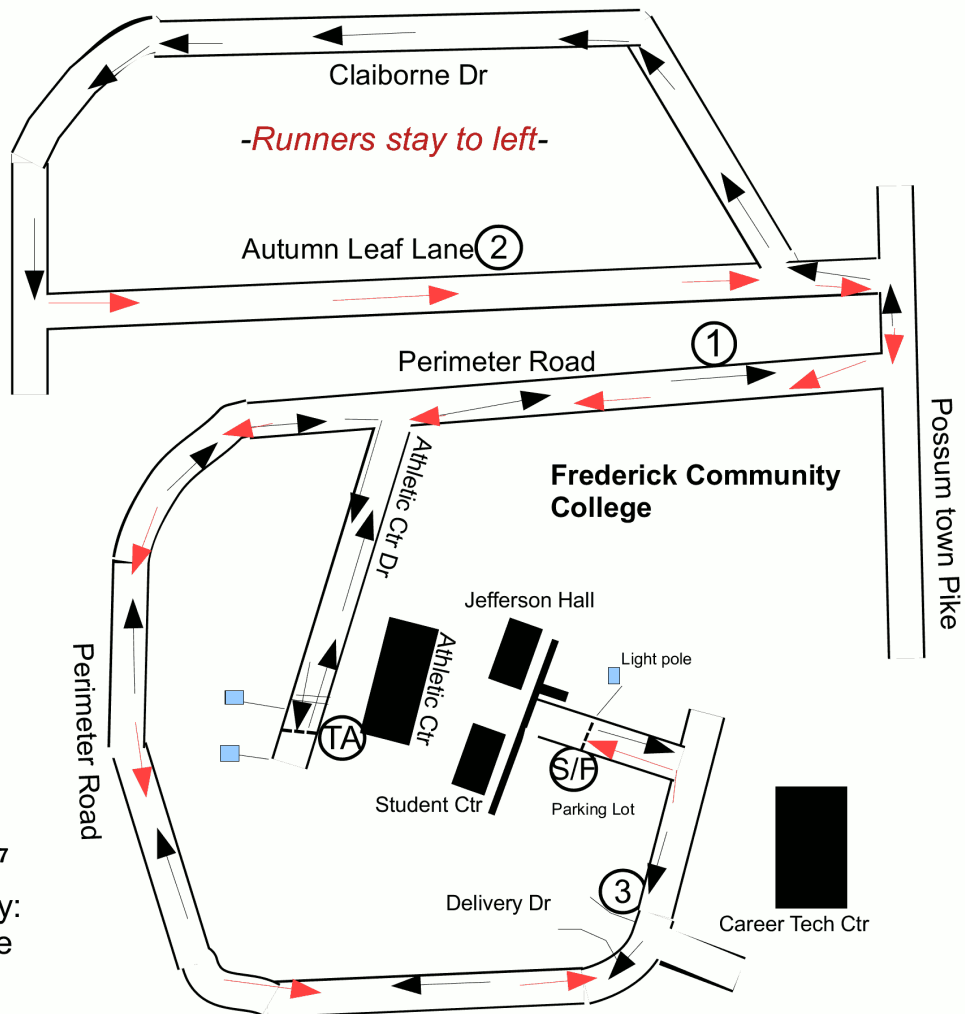 Claiborne Dr
-Runners stay to left-
Autumn Leaf Lane
2
1
Perimeter Road
Possum town Pike
Frederick Community
College
Athletic Ctr Dr
Jefferson Hall
Light pole
Athletic Ctr
Perimeter Road
TA
S/F
Student Ctr
Parking Lot
7
y:
e
3
Delivery Dr
Career Tech Ctr